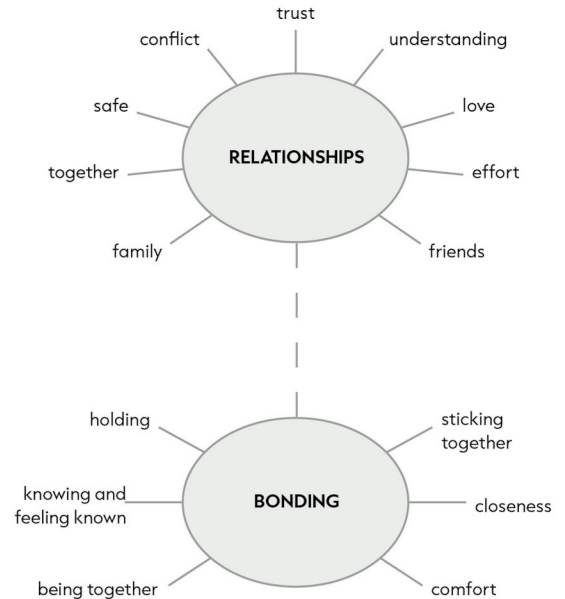 trust
conflict
understanding
safe
love
RELATIONSHIPS
together
effort
family
friends
holding
sticking
together
knowing and
feeling known
BONDING
closeness
being together
comfort